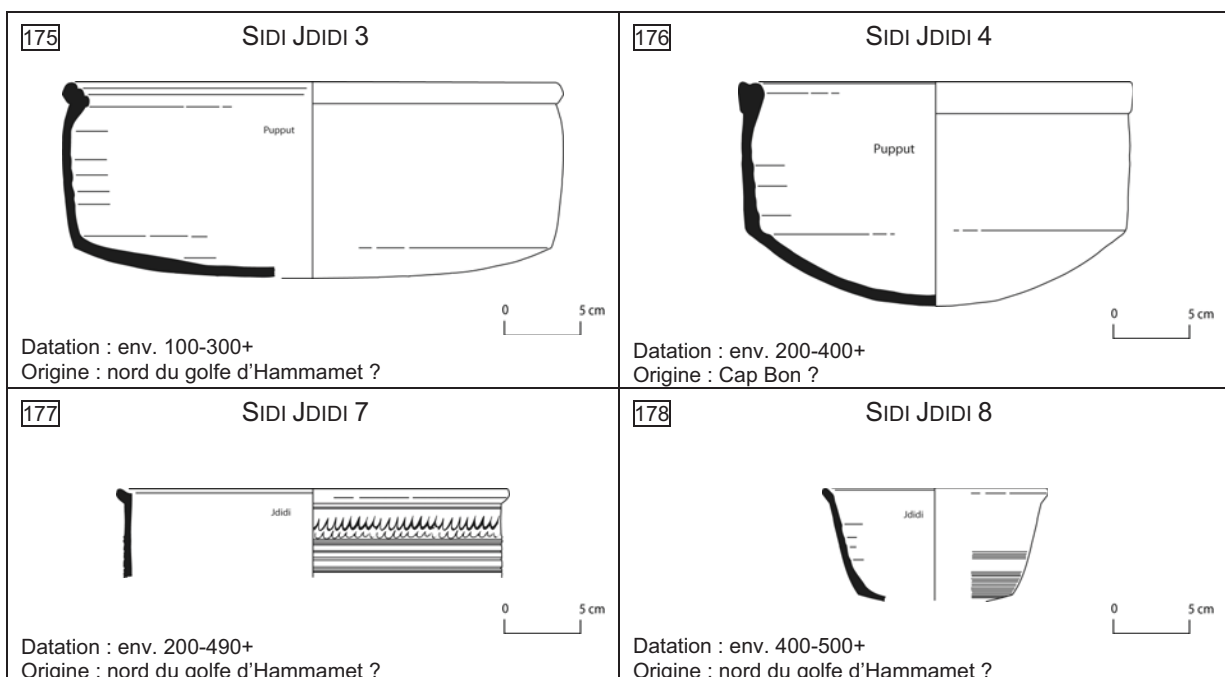 175 SIDI JDIDI 3
Pupput
0 5 cm
Datation : env. 100-300+
Origine : nord du golfe d’Hammamet ?
176 SIDI JDIDI 4
Pupput
0 5 cm
Datation : env. 200-400+
Origine : Cap Bon ?
177 SIDI JDIDI 7
Jdidi
0 5 cm
Datation : env. 200-490+
Origine : nord du golfe d’Hammamet ?
178 SIDI JDIDI 8
Jdidi
0 5 cm
Datation : env. 400-500+
Origine : nord du golfe d’Hammamet ?